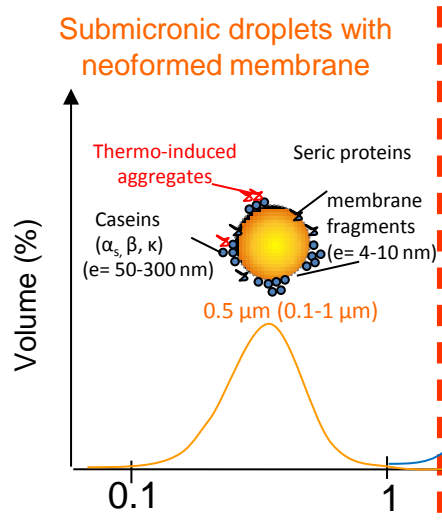 Submicronic droplets with
neoformed membrane
Thermo-induced
aggregates
Seric proteins
Caseins
(αs, β, κ)
(e= 50-300 nm)
membrane
fragments
(e= 4-10 nm)
0.5 µm (0.1-1 µm)
Volume (%)
0.1
1